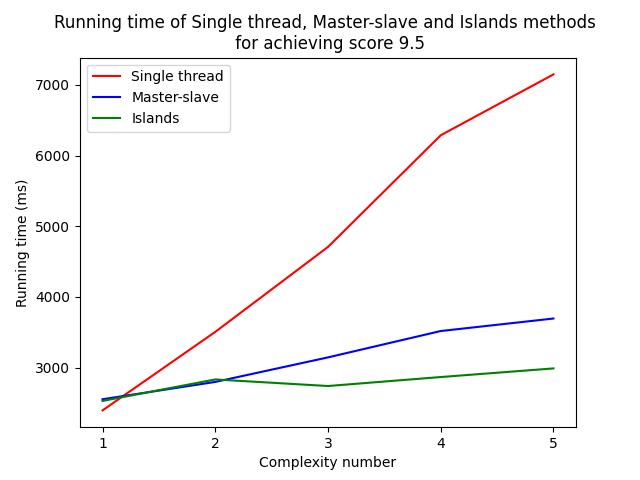 Running time of Single thread, Master-slave and Islands methods
for achieving score 9.5
Single thread
Master-slave
Islands
7000
6000
5000
4000
3000
Running time (ms)
1 2 3 4 5
Complexity number